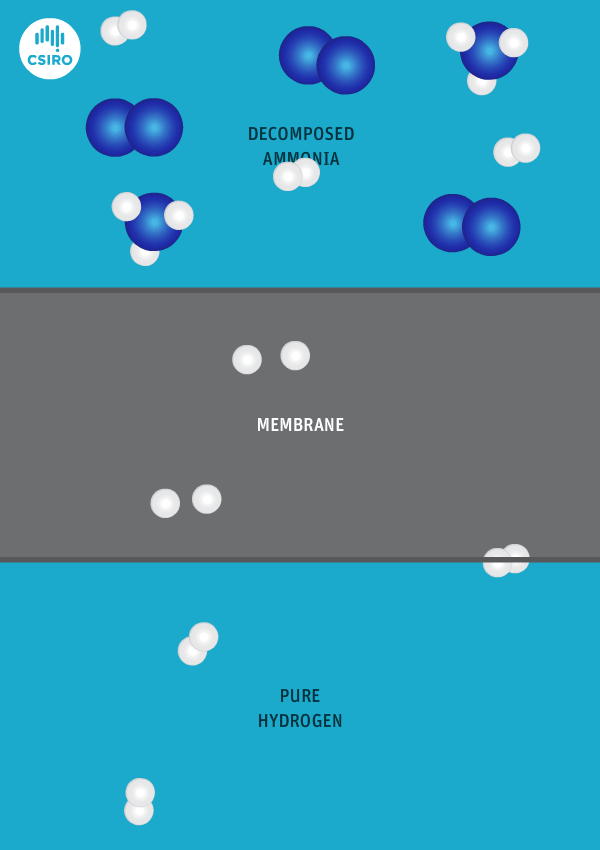 CSIRO
DECOMPOSED
AMMONIA
MEMBRANE
PURE
HYDROGEN